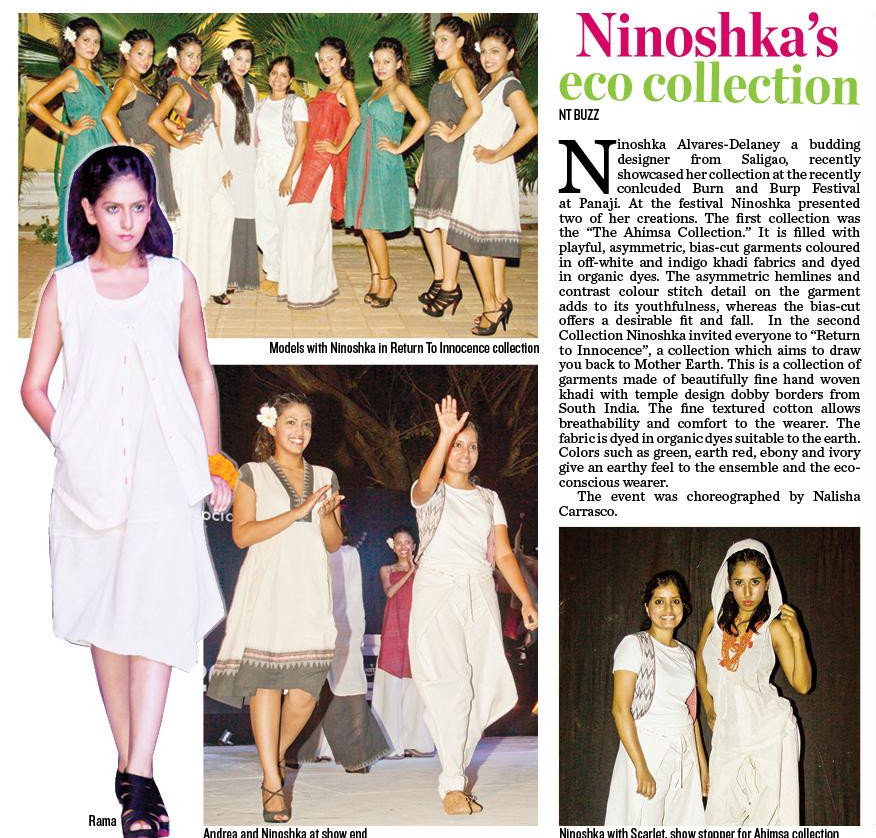 Ninoshka's
eco collection
NT BUZZ
Ninoshka Alvares-Delaney a budding
designer from Saligao, recently
showcased her collection at the recently
conlcuded Burn and Burp Festival
at Panaji. At the festival Ninoshka presented
two of her creations. The first collection was
the “The Ahimsa Collection.” It is filled with
playful, asymmetric, bias-cut garments coloured
in off-white and indigo khadi fabrics and dyed
in organic dyes. The asymmetric hemlines and
contrast colour stitch detail on the garment
adds to its youthfulness, whereas the bias-cut
offers a desirable fit and fall. In the second
Collection Ninoshka invited everyone to “Return
to Innocence”, a collection which aims to draw
you back to Mother Earth. This is a collection of
garments made of beautifully fine hand woven
khadi with temple design dobby borders from
South India. The fine textured cotton allows
breathability and comfort to the wearer. The
fabric is dyed in organic dyes suitable to the earth.
Colors such as green, earth red, ebony and ivory
give an earthy feel to the ensemble and the eco-
conscious wearer.
The event was choreographed by Nalisha
Carrasco.
Models with Ninoshka in Return To Innocence collection
Rama
Andrea and Ninoshka at show end
Ninoshka with Scarlet, show stopper for Ahimsa collection